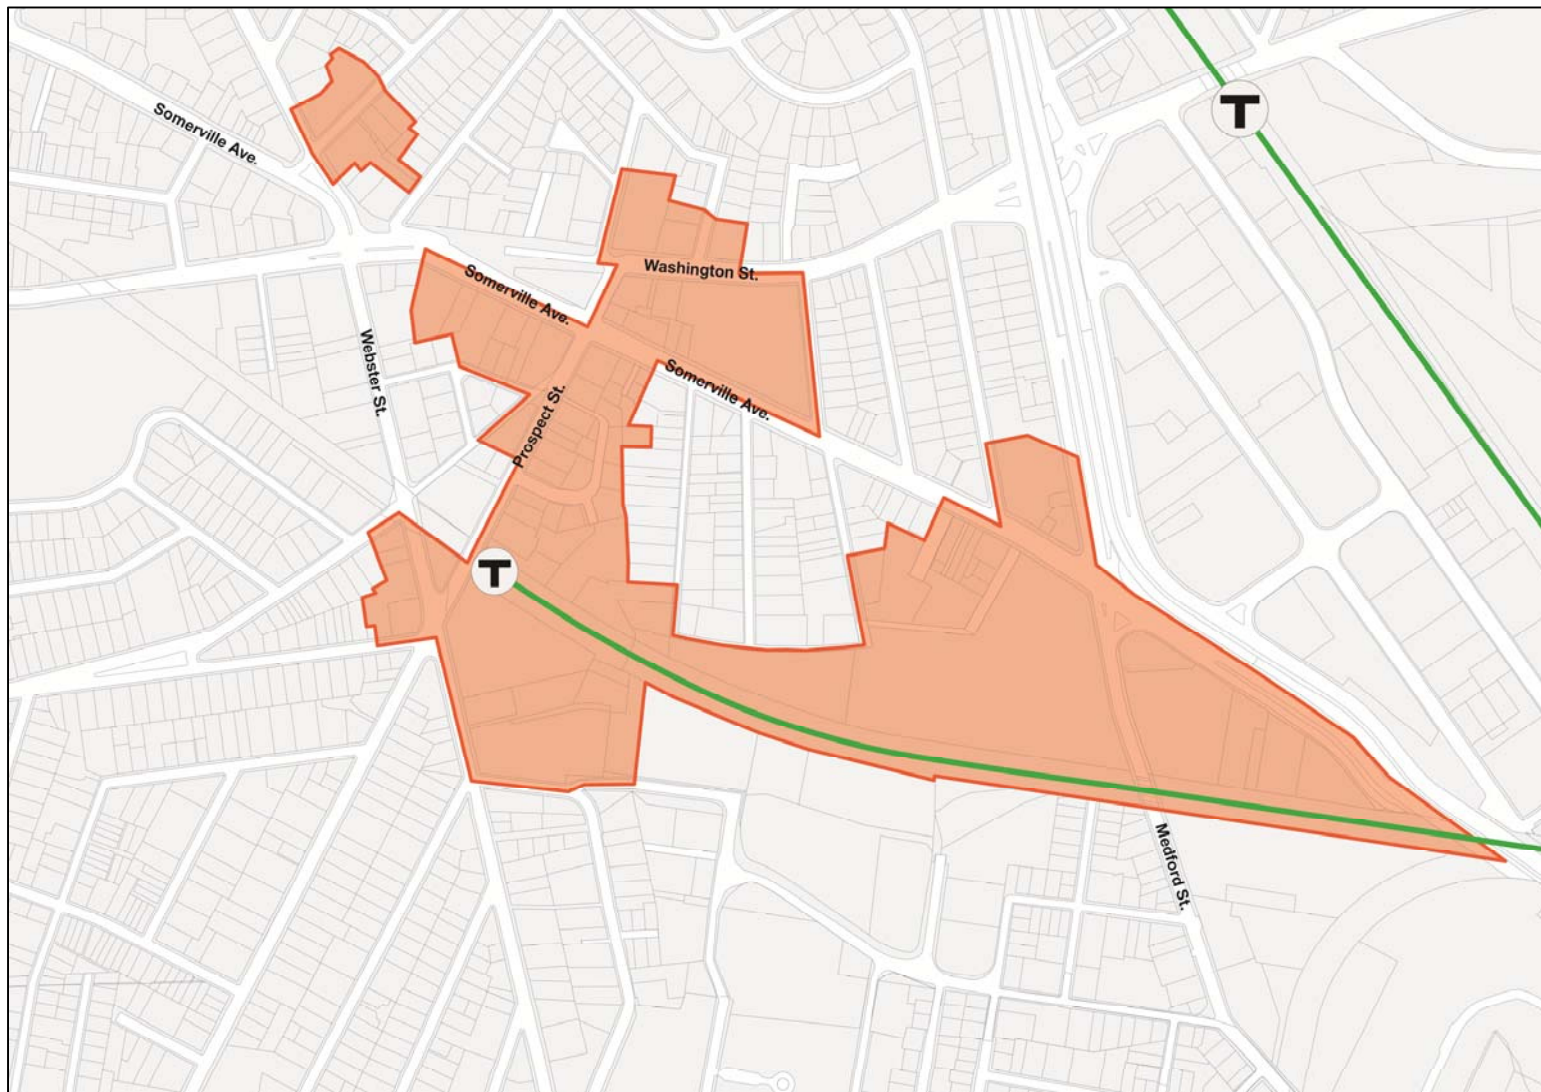 T
Somerville Ave.
Washington St.
Somerville Ave.
Somerville Ave.
Webster St.
Prospect St.
T
Medford St.